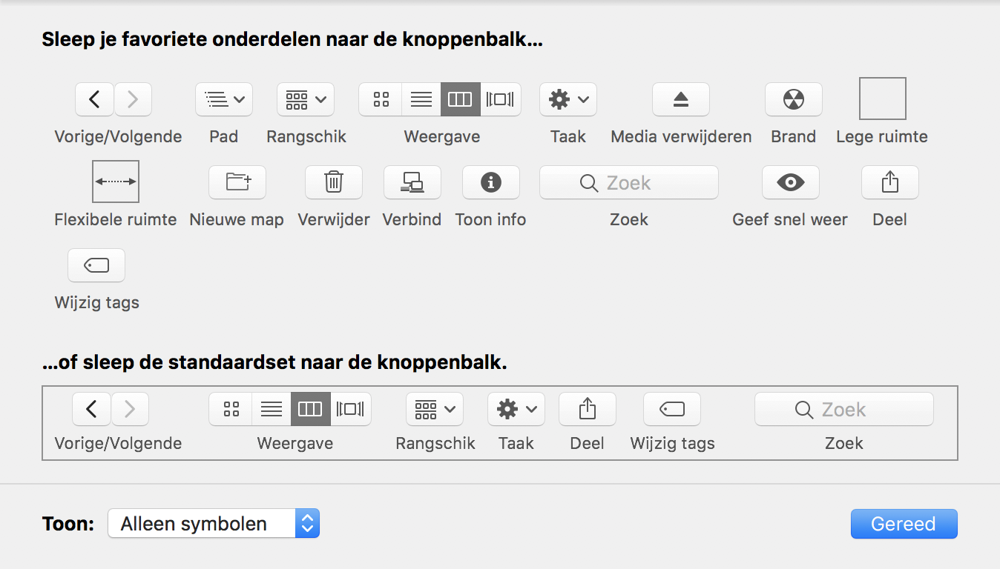 Sleep je favoriete onderdelen naar de knoppenbalk...
Vorige/Volgende Pad Rangschik Weergave Taak Media verwijderen Brand Lege ruimte
Zoek
Flexibele ruimte Nieuwe map Verwijder Verbind Toon info Zoek Geef snel weer Deel
Wijzig tags
...of sleep de standaardset naar de knoppenbalk.
Zoek
Vorige/Volgende Weergave Rangschik Taak Deel Wijzig tags Zoek
Toon: Alleen symbolen Gereed